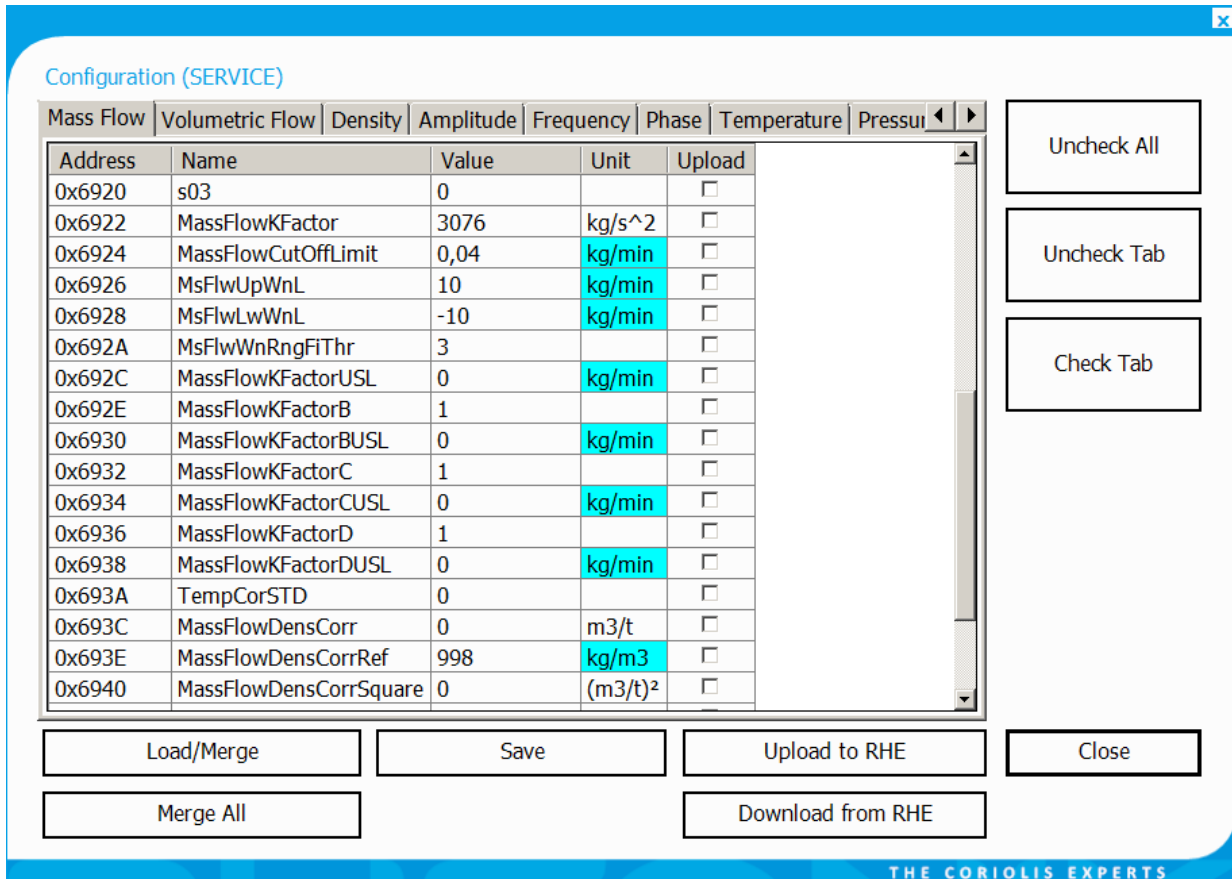 x
Configuration (SERVICE)
Mass Flow Volumetric Flow Density Amplitude Frequency Phase Temperature Pressur
Address Name Value Unit Upload
0x6920 s03 0
0x6922 MassFlowKFactor 3076 kg/s^2
0x6924 MassFlowCutOffLimit 0,04 kg/min
0x6926 MsFlwUpWnL 10 kg/min
0x6928 MsFlwLwWnL -10 kg/min
0x692A MsFlwWnRngFiThr 3
0x692C MassFlowKFactorUSL 0 kg/min
0x692E MassFlowKFactorB 1
0x6930 MassFlowKFactorBUSL 0 kg/min
0x6932 MassFlowKFactorC 1
0x6934 MassFlowKFactorCUSL 0 kg/min
0x6936 MassFlowKFactorD 1
0x6938 MassFlowKFactorDUSL 0 kg/min
0x693A TempCorSTD 0
0x693C MassFlowDensCorr 0 m3/t
0x693E MassFlowDensCorrRef 998 kg/m3
0x6940 MassFlowDensCorrSquare 0 (m3/t)²
Uncheck All
Uncheck Tab
Check Tab
Load/Merge Save Upload to RHE Close
Merge All Download from RHE
THE CORIOLIS EXPERTS